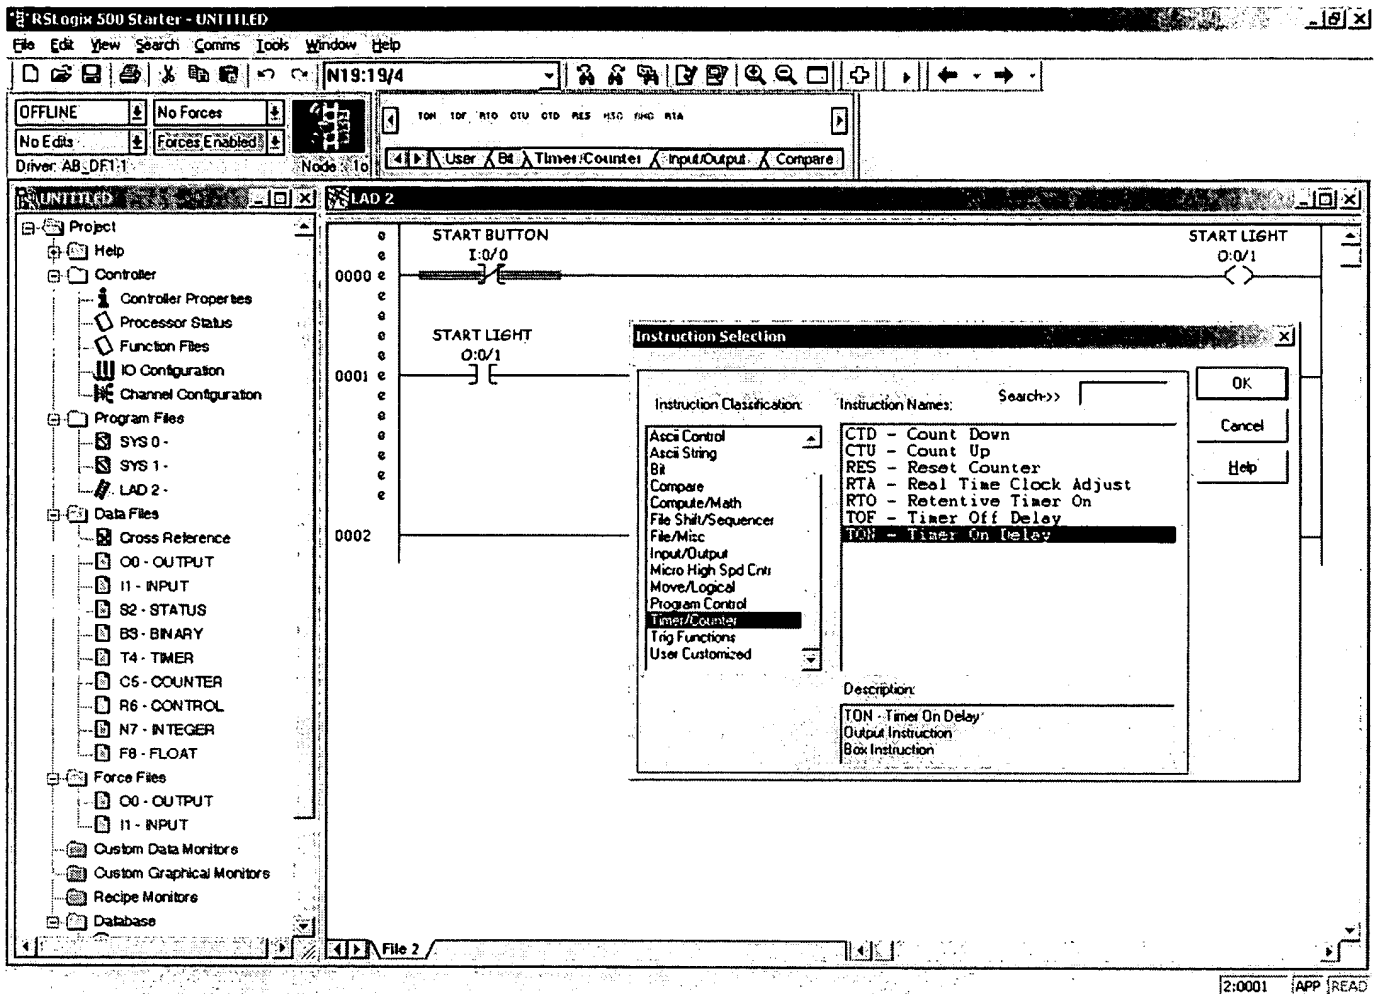 RSLogix 500 Starter - UNTITLED
File Edit View Search Comms Tools Window Help
N19:19/4
OFFLINE No Forces
No Edits Forces Enabled
Driver: AB_DF1-1 Node : 1o
TON TOF RTO CTU CTD RES HSC RHC RTA
User Bit Timer/Counter Input/Output Compare
UNTITLED
Project
Help
Controller
Controller Properties
Processor Status
Function Files
IO Configuration
Channel Configuration
Program Files
SYS 0 -
SYS 1 -
LAD 2 -
Data Files
Cross Reference
O0 - OUTPUT
I1 - INPUT
S2 - STATUS
B3 - BINARY
T4 - TIMER
C5 - COUNTER
R6 - CONTROL
N7 - INTEGER
F8 - FLOAT
Force Files
O0 - OUTPUT
I1 - INPUT
Custom Data Monitors
Custom Graphical Monitors
Recipe Monitors
Database
LAD 2
START BUTTON
I:0/0
START LIGHT
O:0/1
0000
e
e
e
e
e
e
START LIGHT
O:0/1
0001
e
e
e
e
e
e
e
e
0002
File 2
Instruction Selection
Instruction Classification:
Ascii Control
Ascii String
Bit
Compare
Compute/Math
File Shift/Sequencer
File/Misc
Input/Output
Micro High Spd Cntr
Move/Logical
Program Control
Timer/Counter
Trig Functions
User Customized
Instruction Names:
Search>>
CTD - Count Down
CTU - Count Up
RES - Reset Counter
RTA - Real Time Clock Adjust
RTO - Retentive Timer On
TOF - Timer Off Delay
TON - Timer On Delay
Description:
TON - Timer On Delay
Output Instruction
Box Instruction
OK
Cancel
Help
2:0001 APP READ